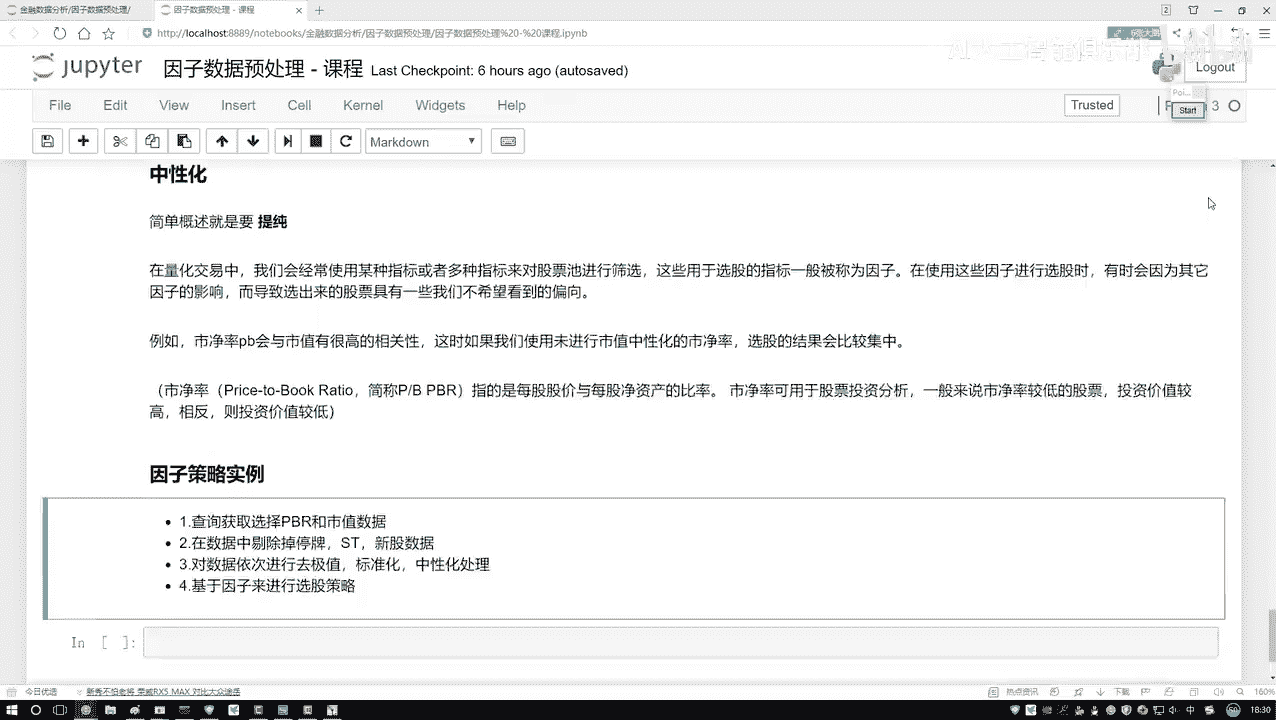 金融数据分析/因子数据预处理/
因子数据预处理 - 课程
http://localhost:8889/notebooks/金融数据分析/因子数据预处理/因子数据预处理%20-%20课程.ipynb
jupyter 因子数据预处理 - 课程 Last Checkpoint: 6 hours ago (autosaved)
Logout
File Edit View Insert Cell Kernel Widgets Help
Trusted
3
Start
Markdown
中性化
简单概述就是要 提纯
在量化交易中，我们会经常使用某种指标或者多种指标来对股票池进行筛选，这些用于选股的指标一般被称为因子。在使用这些因子进行选股时，有时会因为其它
因子的影响，而导致选出来的股票具有一些我们不希望看到的偏向。
例如，市净率pb会与市值有很高的相关性，这时如果我们使用未进行市值中性化的市净率，选股的结果会比较集中。
（市净率（Price-to-Book Ratio，简称P/B PBR）指的是每股股价与每股净资产的比率。 市净率可用于股票投资分析，一般来说市净率较低的股票，投资价值较
高，相反，则投资价值较低）
因子策略实例
1.查询获取选择PBR和市值数据
2.在数据中剔除掉停牌，ST，新股数据
3.对数据依次进行去极值，标准化，中性化处理
4.基于因子来进行选股策略
In [ ]:
今日优选
热点资讯
下载
160%
中
18:30